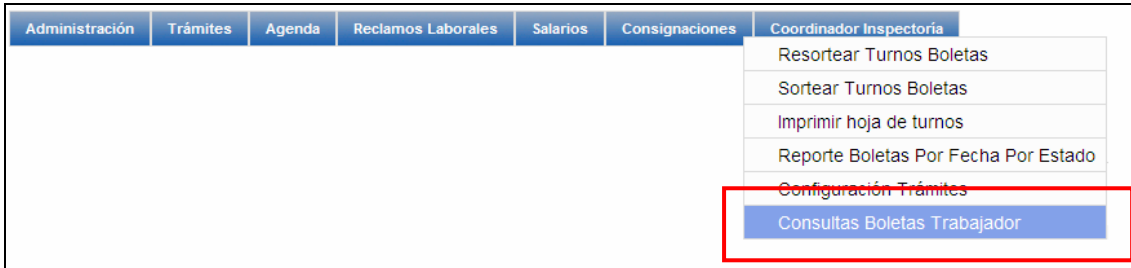 Administración Trámites Agenda Reclamos Laborales Salarios Consignaciones Coordinador Inspectoría
Resortear Turnos Boletas
Sortear Turnos Boletas
Imprimir hoja de turnos
Reporte Boletas Por Fecha Por Estado
Configuración Trámites
Consultas Boletas Trabajador